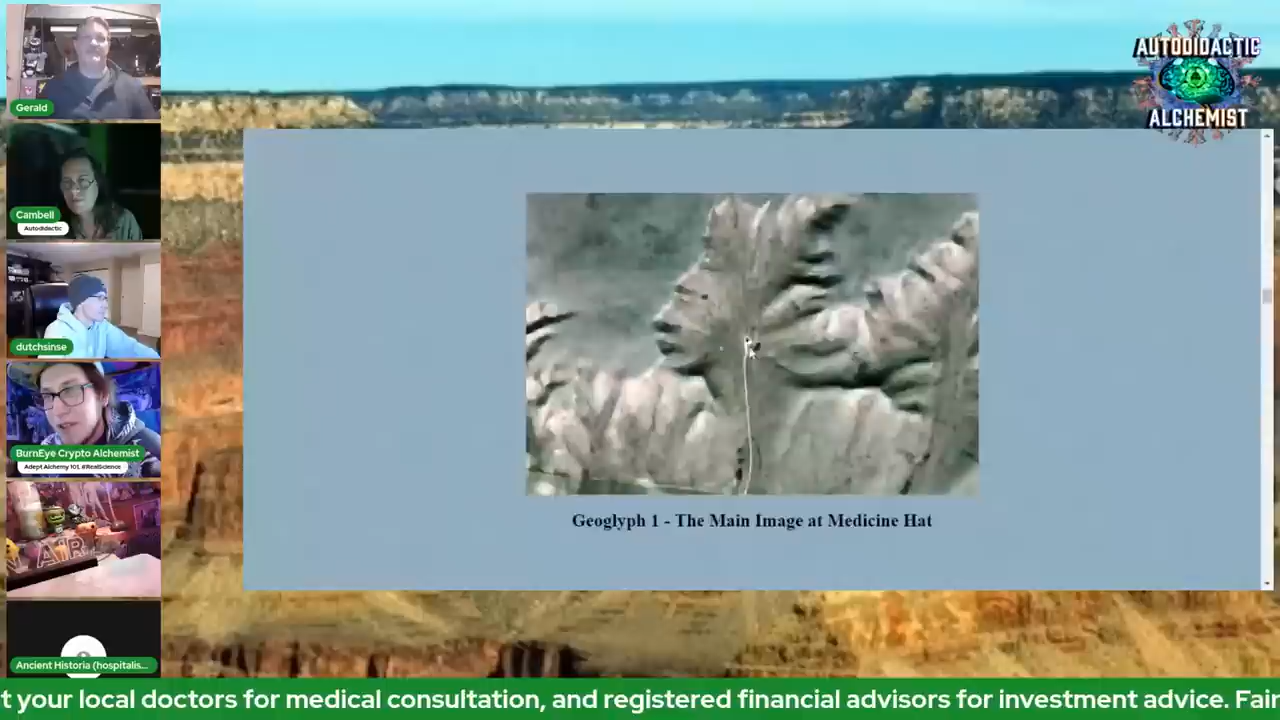 Gerald
Cambell
Autodidactic
dutchsinse
BurnEye Crypto Alchemist
Adept Alchemy 101, #RealScience
AIR
Ancient Historia (hospitalis...
AUTODIDACTIC
ALCHEMIST
Geoglyph 1 - The Main Image at Medicine Hat
t your local doctors for medical consultation, and registered financial advisors for investment advice. Fair